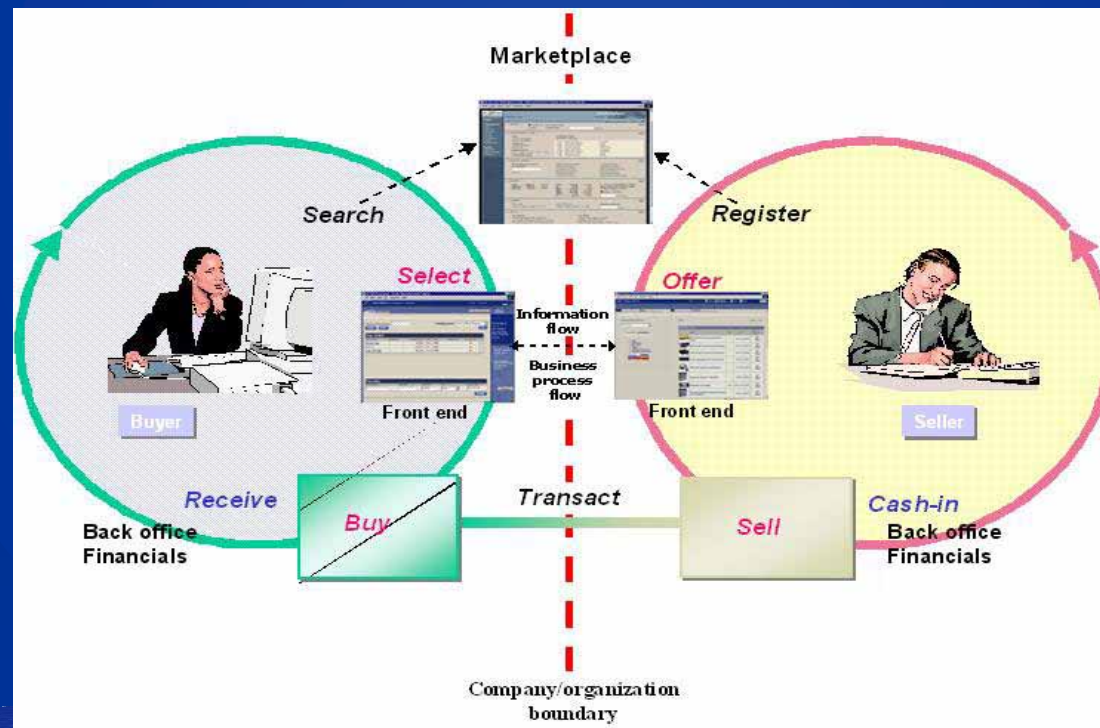 Marketplace
Search
Register
Select
Offer
Information
flow
Business
process
flow
Front end
Front end
Buyer
Seller
Receive
Transact
Cash-in
Buy
Sell
Back office
Financials
Back office
Financials
Company/organization
boundary